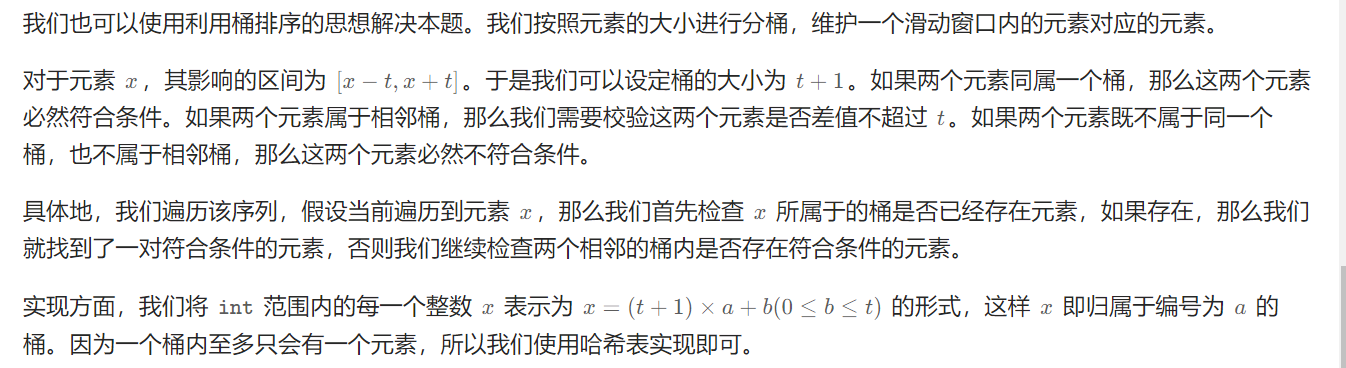 我们也可以使用利用桶排序的思想解决本题。我们按照元素的大小进行分桶，维护一个滑动窗口内的元素对应的元素。
对于元素 x，其影响的区间为 [x − t, x + t]。于是我们可以设定桶的大小为 t + 1。如果两个元素同属一个桶，那么这两个元素
必然符合条件。如果两个元素属于相邻桶，那么我们需要校验这两个元素是否差值不超过 t。如果两个元素既不属于同一个
桶，也不属于相邻桶，那么这两个元素必然不符合条件。
具体地，我们遍历该序列，假设当前遍历到元素 x，那么我们首先检查 x 所属于的桶是否已经存在元素，如果存在，那么我们
就找到了一对符合条件的元素，否则我们继续检查两个相邻的桶内是否存在符合条件的元素。
实现方面，我们将 int 范围内的每一个整数 x 表示为 x = (t + 1) × a + b(0 ≤ b ≤ t) 的形式，这样 x 即归属于编号为 a 的
桶。因为一个桶内至多只会有一个元素，所以我们使用哈希表实现即可。